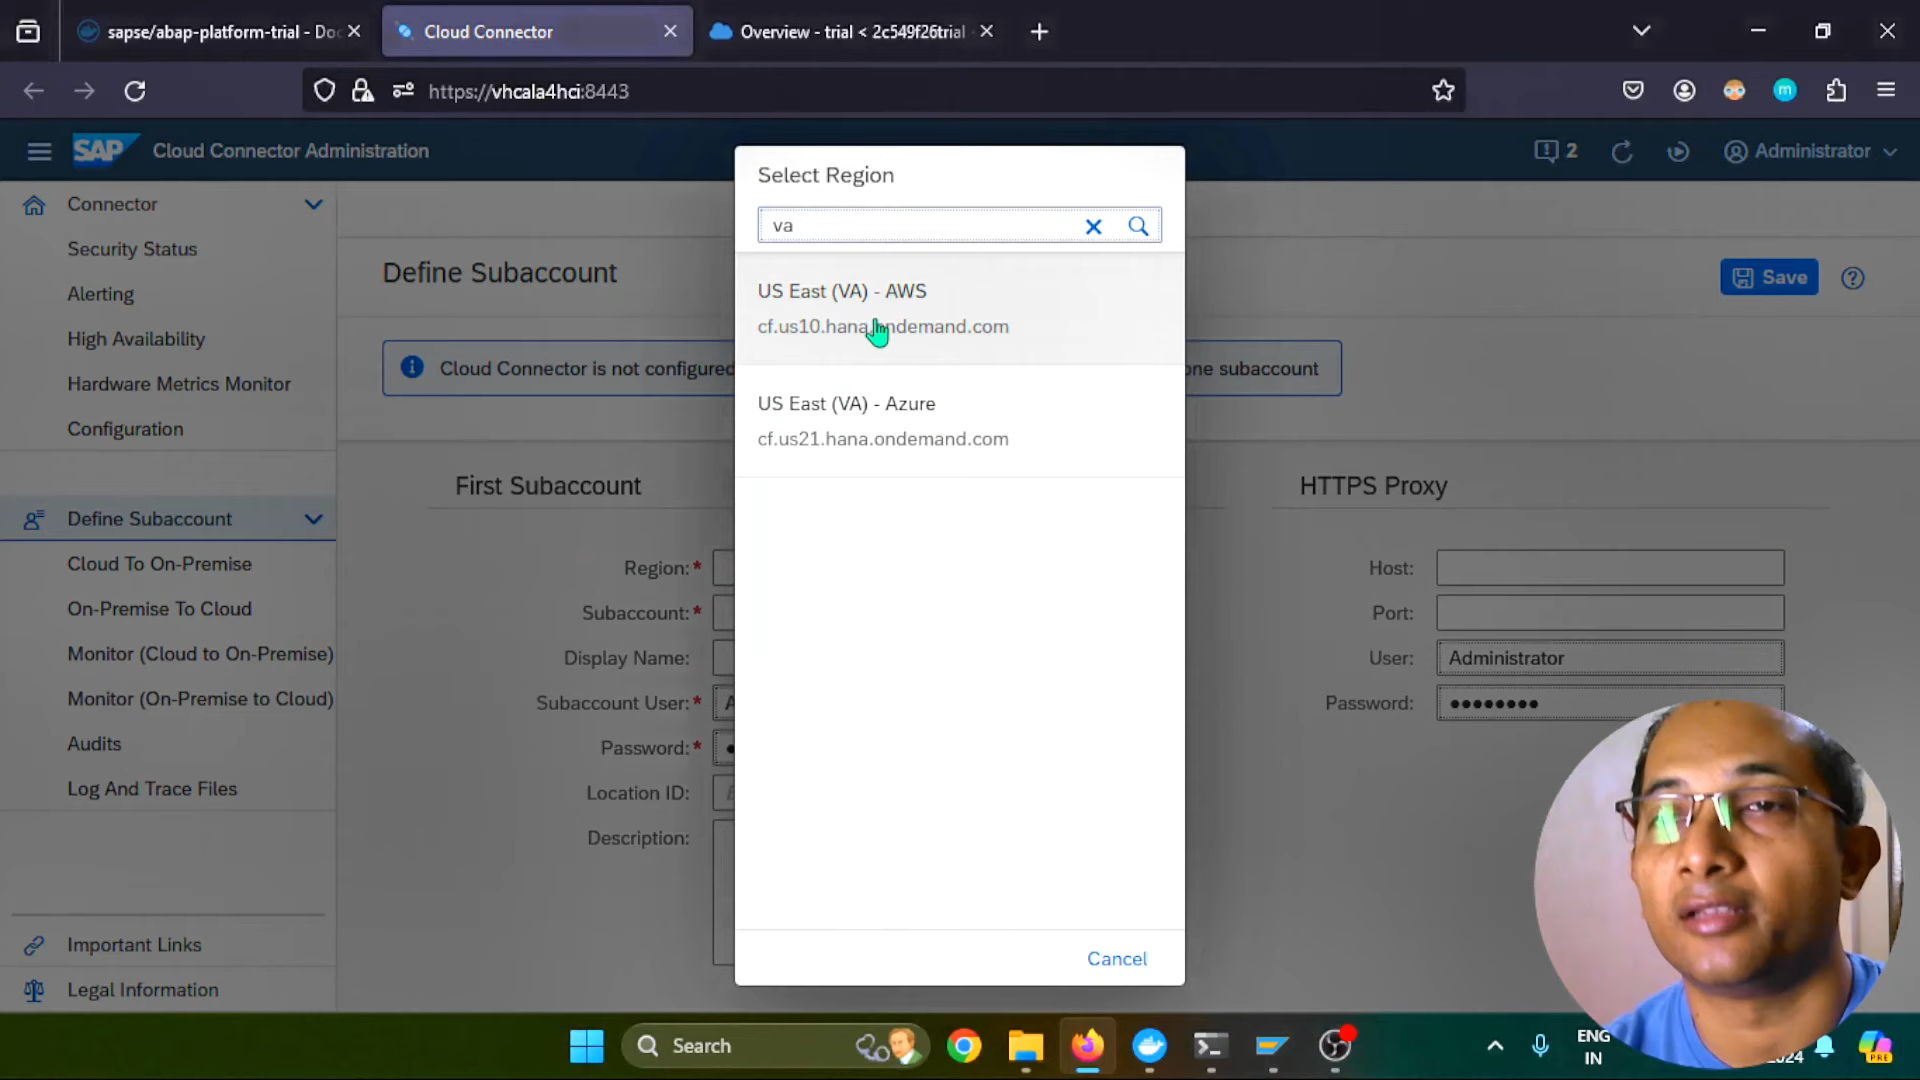 sapse/abap-platform-trial - Doc
Cloud Connector
Overview - trial < 2c549f26trial
https://vhcala4hci:8443
SAP
Cloud Connector Administration
2
Administrator
Connector
Security Status
Alerting
High Availability
Hardware Metrics Monitor
Configuration
Define Subaccount
Cloud To On-Premise
On-Premise To Cloud
Monitor (Cloud to On-Premise)
Monitor (On-Premise to Cloud)
Audits
Log And Trace Files
Important Links
Legal Information
Define Subaccount
Save
Cloud Connector is not configured
one subaccount
First Subaccount
Region:*
Subaccount:*
Display Name:
Subaccount User:*
A
Password:*
Location ID:
Description:
Select Region
va
US East (VA) - AWS
cf.us10.hana.ondemand.com
US East (VA) - Azure
cf.us21.hana.ondemand.com
Cancel
HTTPS Proxy
Host:
Port:
User:
Administrator
Password:
●●●●●●●●
Search
ENG
IN
2024
PRE